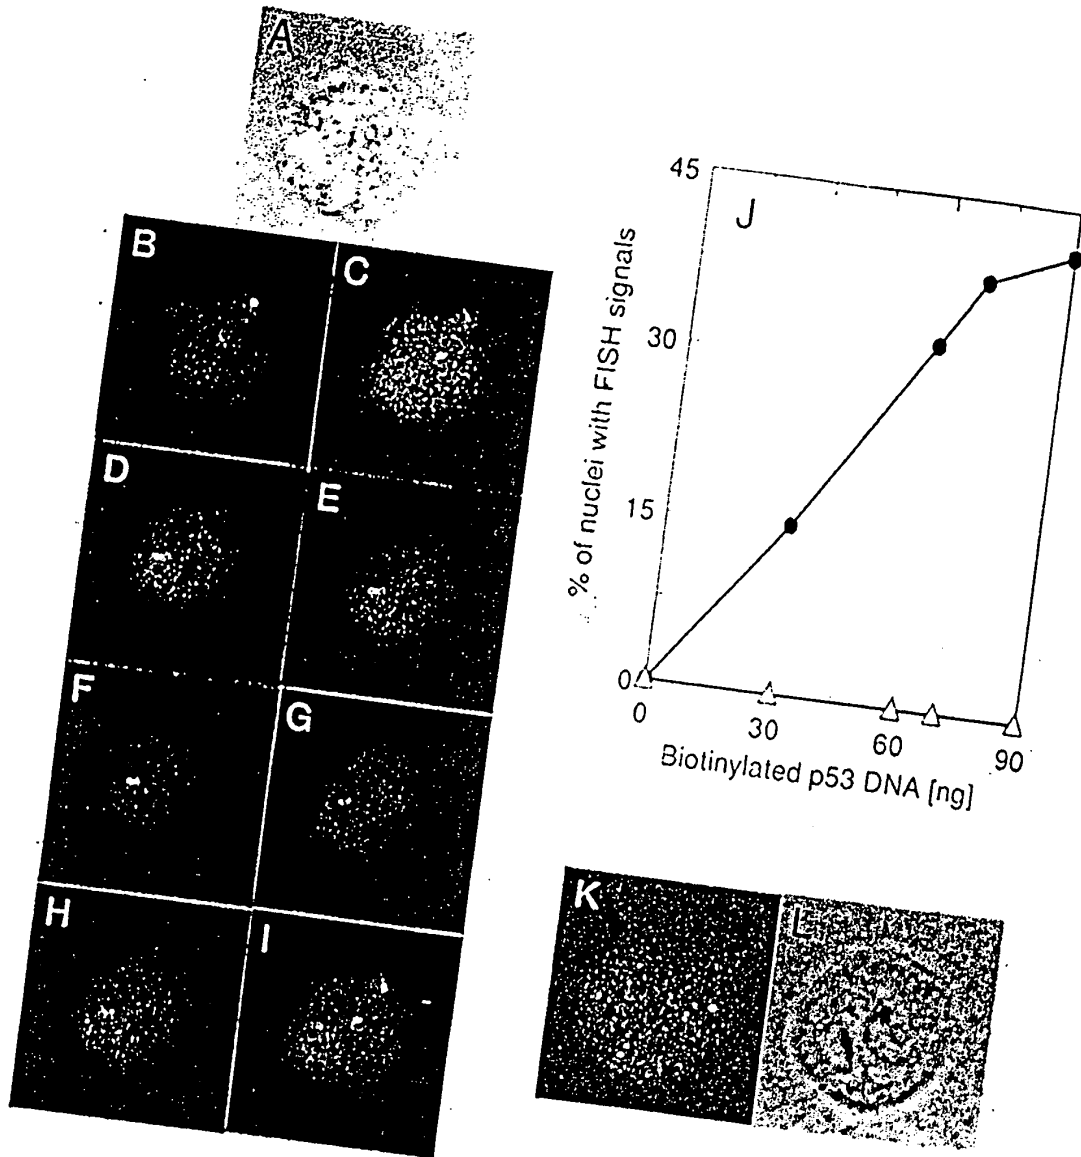 A
B
C
D
E
F
G
H
I
J
45
30
15
0
% of nuclei with FISH signals
0
30
60
90
Biotinylated p53 DNA [ng]
K
L